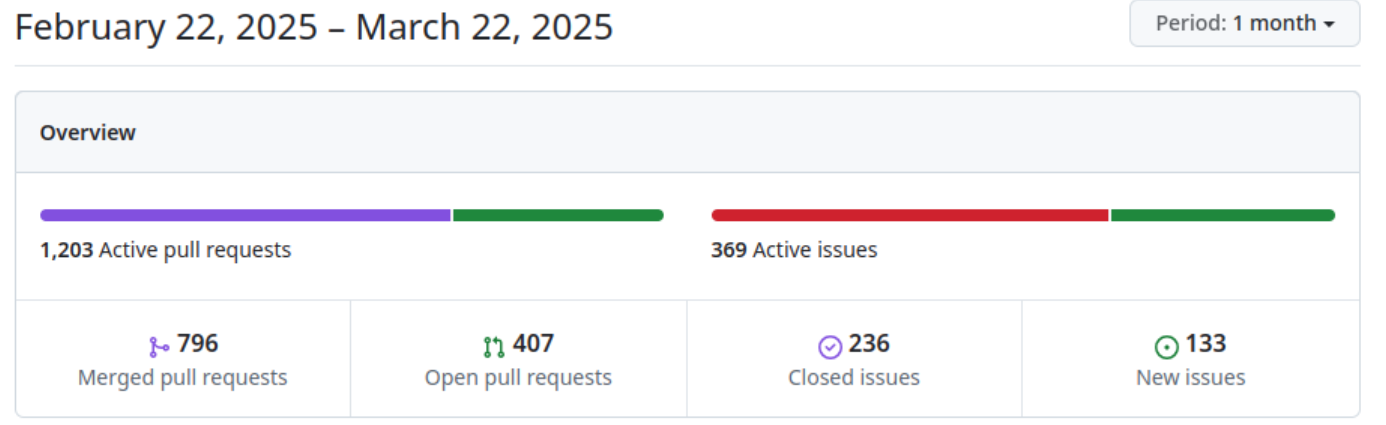 February 22, 2025 – March 22, 2025
Period: 1 month
Overview
1,203 Active pull requests
369 Active issues
796
Merged pull requests
407
Open pull requests
236
Closed issues
133
New issues